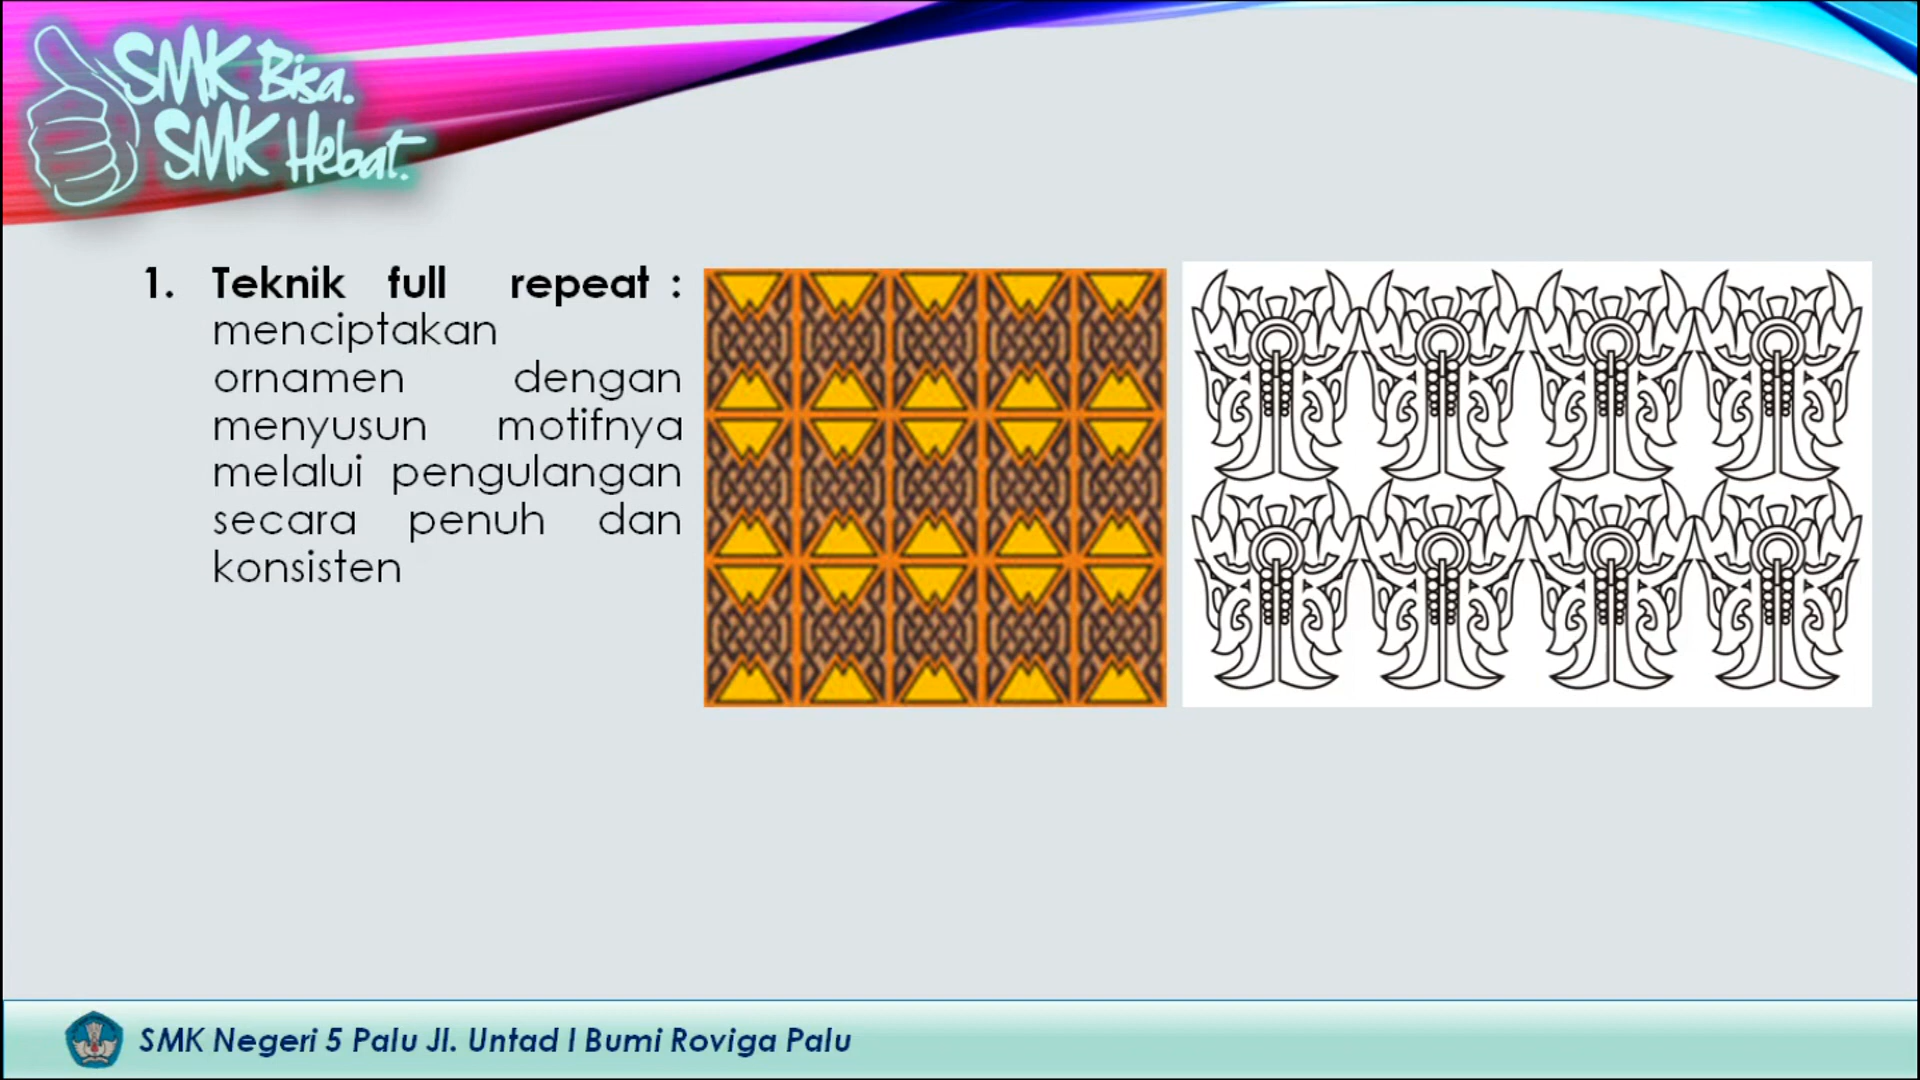 SMK Bisa.
SMK Hebat.
1. Teknik full repeat :
menciptakan
ornamen dengan
menyusun motifnya
melalui pengulangan
secara penuh dan
konsisten
SMK Negeri 5 Palu Jl. Untad I Bumi Roviga Palu